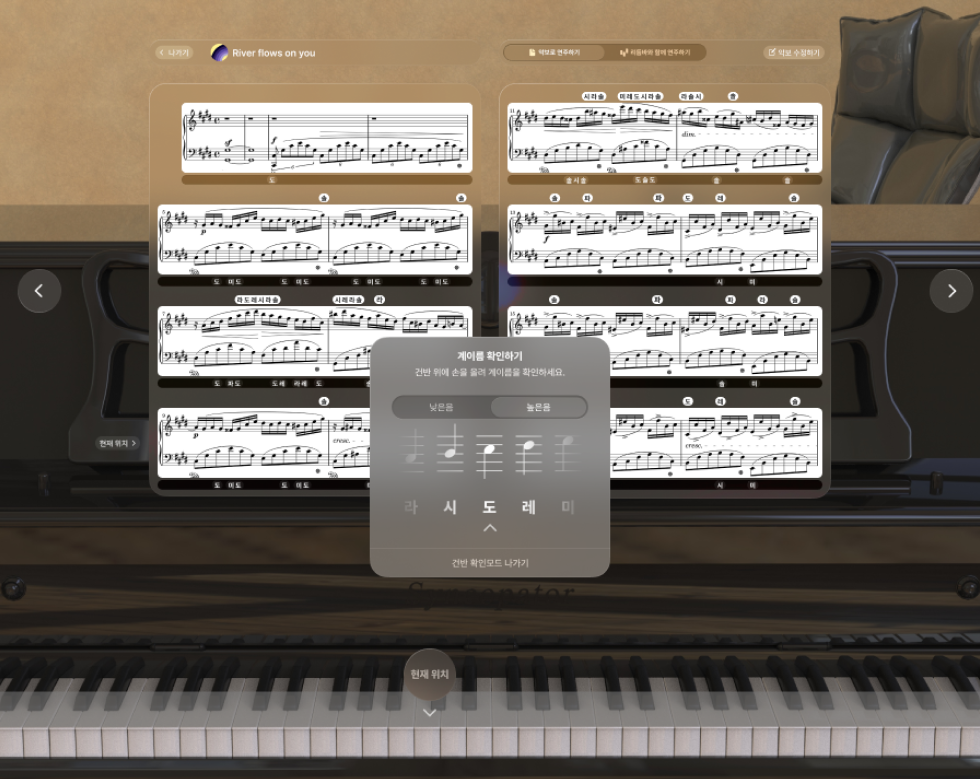 나가기
River flows on you
악보로 연주하기
리듬바와 함께 연주하기
악보 수정하기
sf
f
도
솔
솔
p
도 미도 도 미도 도 미도 도 미도
라도레시라솔 시레라솔 라
도 파도 도레 라레 도
솔
p
cresc.
도 미도 도 미도
현재 위치
11
시라솔 미레도시라솔 라솔시
dim.
솔시솔 도솔도 솔 솔
13
솔 파 파 도 레 솔
f
시 미
15
솔 파 파 라 솔
솔 미
도 레 솔
cresc.
시 미
계이름 확인하기
건반 위에 손을 올려 계이름을 확인하세요.
낮은음
높은음
라 시 도 레 미
건반 확인모드 나가기
현재 위치